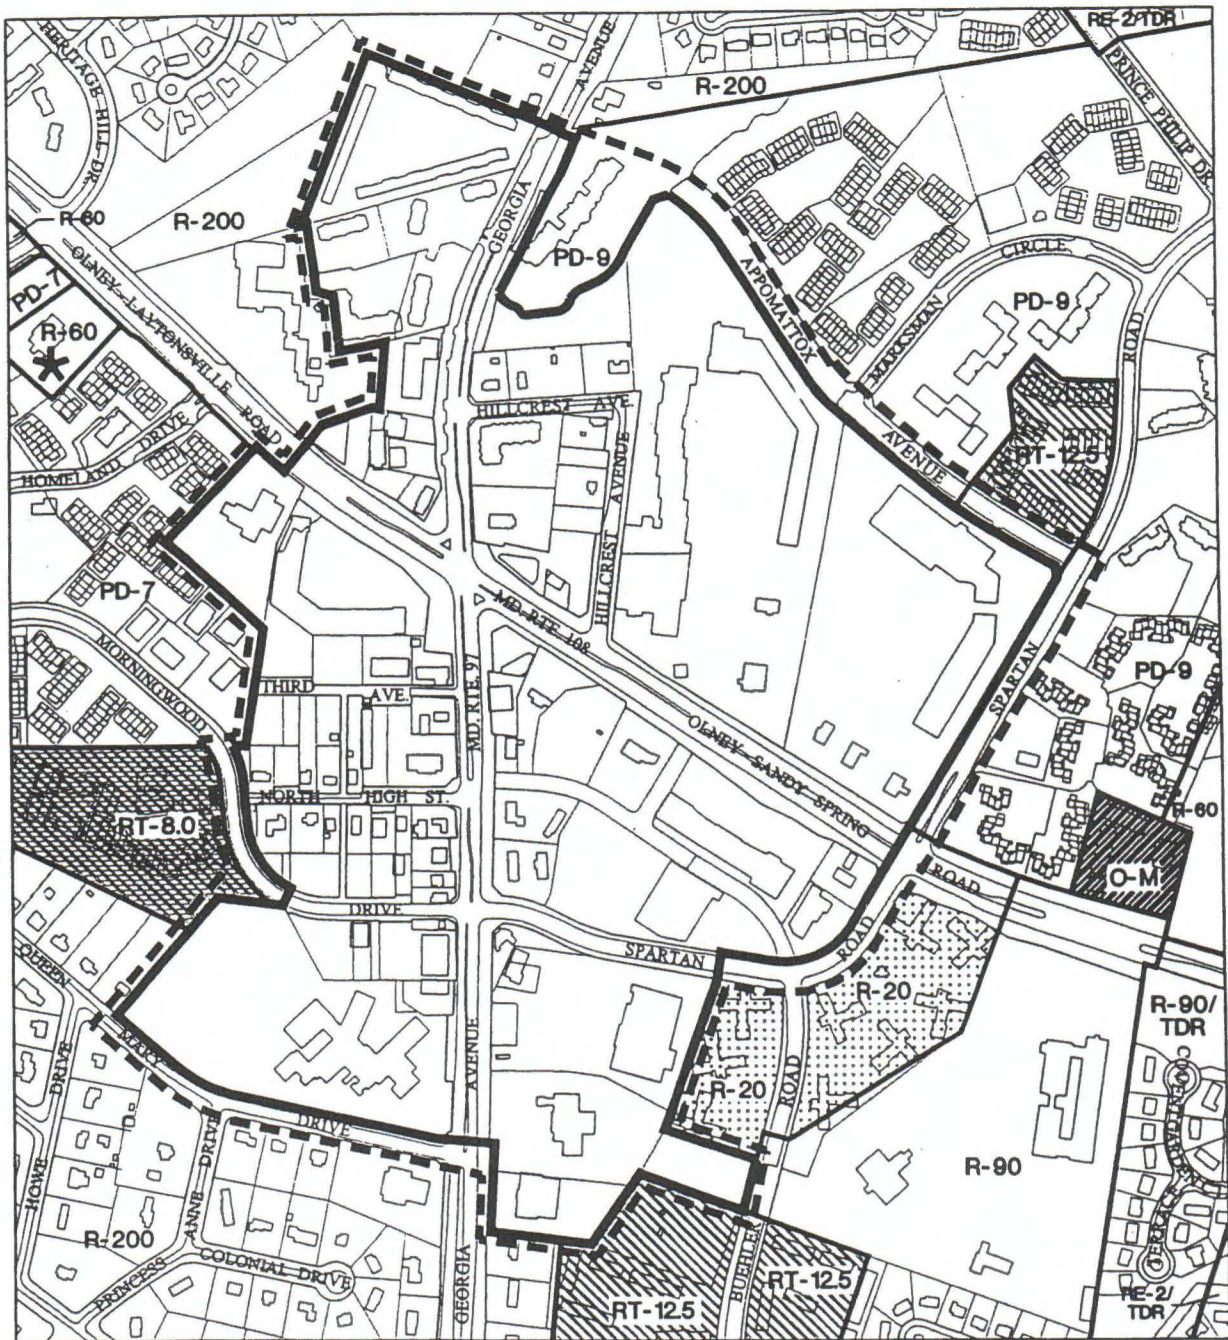 HERITAGE HILL DR.
AVENUE
RE-2/TDR
R-200
PRINCE PHILIP DR.
R-60
R-200
GEORGIA
PD-9
CIRCLE
OLNEY-LAYTONSVILLE ROAD
PD-7
APPOMATTOX
MARKSMAN
PD-9
ROAD
R-60
HILLCREST AVE.
DRIVE
HOMELAND
HILLCREST AVENUE
AVENUE
RT-12.5
PD-7
MORNINGWOOD
MD. RTE. 108
SPARTAN
PD-9
THIRD AVE.
MD. RTE. 97
OLNEY SANDY SPRING
NORTH HIGH ST.
R-60
RT-8.0
ROAD
O-M
DRIVE
SPARTAN
ROAD
R-20
QUEEN
MARY
AVENUE
R-90/
TDR
DRIVE
R-20
ROAD
DRIVE
HOWE
ANNE DRIVE
R-90
R-200
PRINCESS
COLONIAL DRIVE
GEORGIA
HUGHLER
RT-12.5
RT-12.5
TERRACE
RE-2/
TDR